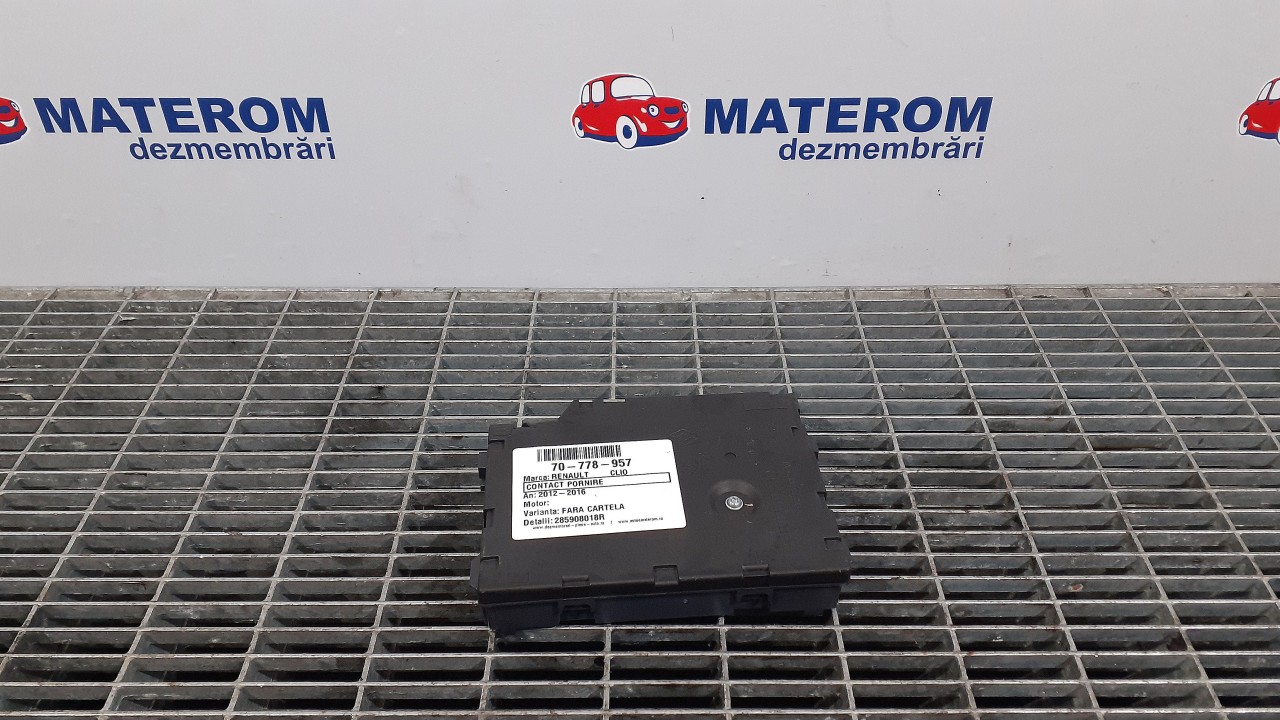 MATEROM
dezmembrări
MATEROM
dezmembrări
70-778-957
Marca: RENAULT CLIO
CONTACT PORNIRE
An: 2012-2016
Motor:
Varianta: FARA CARTELA
Detalii: 285908018R